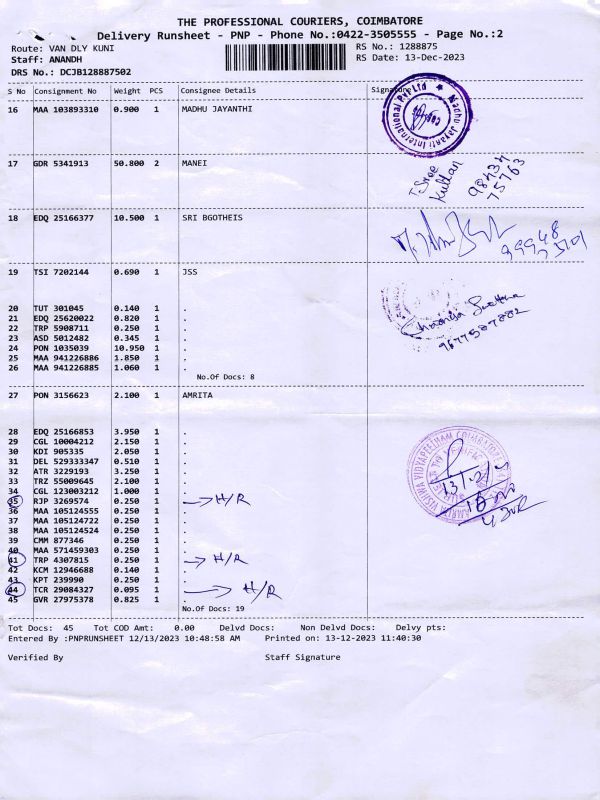 THE PROFESSIONAL COURIERS, COIMBATORE
Delivery Runsheet - PNP - Phone No.:0422-3505555 - Page No.:2
Route: VAN DLY KUNI RS No.: 1288875
Staff: ANANDH RS Date: 13-Dec-2023
DRS No.: DCJB128887502
S No Consignment No Weight PCS Consignee Details Signature
16 MAA 103893310 0.900 1 MADHU JAYANTHI
Madhu Jayanti International Pvt Ltd
17 GDR 5341913 50.800 2 MANEI
Sree Kuttan 98434 75763
18 EDQ 25166377 10.500 1 SRI BGOTHEIS
99948 75101
19 TSI 7202144 0.690 1 JSS
20 TUT 301045 0.140 1 .
21 EDQ 25620022 0.820 1 .
22 TRP 5908711 0.250 1 .
23 ASD 5012482 0.345 1 .
24 PON 1035039 10.950 1 .
25 MAA 941226886 1.850 1 .
26 MAA 941226885 1.060 1 .
9677587882
No.Of Docs: 8
27 PON 3156623 2.100 1 AMRITA
28 EDQ 25166853 3.950 1 .
29 CGL 10004212 2.150 1 .
30 KDI 905335 2.050 1 .
31 DEL 529333347 0.510 1 .
32 ATR 3229193 3.250 1 .
33 TRZ 55009645 2.100 1 .
34 CGL 123003212 1.000 1 .
35 RJP 3269574 0.250 1 . → H/R
36 MAA 105124555 0.250 1 .
37 MAA 105124722 0.250 1 .
38 MAA 105124524 0.250 1 .
39 CMM 877346 0.250 1 .
40 MAA 571459303 0.250 1 .
41 TRP 4307815 0.250 1 . → H/R
42 KCM 12946688 0.140 1 .
43 KPT 239990 0.250 1 .
44 TCR 29084327 0.095 1 . → H/R
45 GVR 27975378 0.825 1 .
No.Of Docs: 19
Tot Docs: 45 Tot COD Amt: 0.00 Delvd Docs: Non Delvd Docs: Delvy pts:
Entered By :PNPRUNSHEET 12/13/2023 10:48:58 AM Printed on: 13-12-2023 11:40:30
Verified By Staff Signature